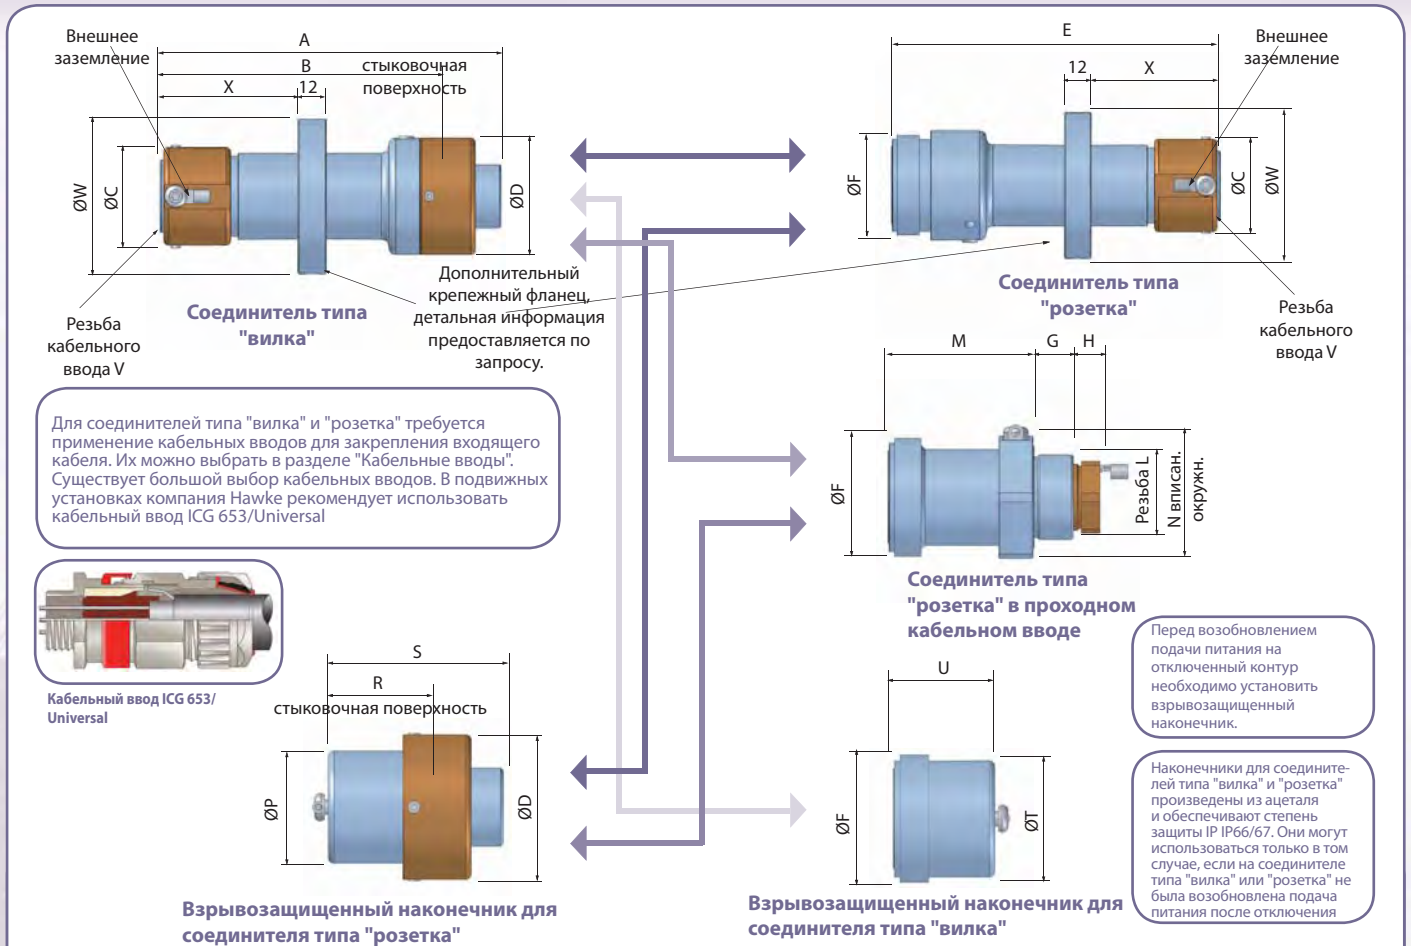 Внешнее
заземление
A
B
стыковочная
поверхность
X
12
ØW
ØC
ØD
Резьба
кабельного
ввода V
Соединитель типа
"вилка"
Дополнительный
крепежный фланец,
детальная информация
предоставляется по
запросу.
E
12
X
Внешнее
заземление
ØF
ØC
ØW
Соединитель типа
"розетка"
Резьба
кабельного
ввода V
Для соединителей типа "вилка" и "розетка" требуется
применение кабельных вводов для закрепления входящего
кабеля. Их можно выбрать в разделе "Кабельные вводы".
Существует большой выбор кабельных вводов. В подвижных
установках компания Hawke рекомендует использовать
кабельный ввод ICG 653/Universal
M
G
H
ØF
Резьба L
N вписан.
окружн.
Соединитель типа
"розетка" в проходном
кабельном вводе
Кабельный ввод ICG 653/
Universal
S
R
стыковочная поверхность
ØP
ØD
Взрывозащищенный наконечник для
соединителя типа "розетка"
U
ØF
ØT
Взрывозащищенный наконечник для
соединителя типа "вилка"
Перед возобновлением
подачи питания на
отключенный контур
необходимо установить
взрывозащищенный
наконечник.
Наконечники для соедините-
лей типа "вилка" и "розетка"
произведены из ацеталя
и обеспечивают степень
защиты IP IP66/67. Они могут
использоваться только в том
случае, если на соединителе
типа "вилка" или "розетка" не
была возобновлена подача
питания после отключения